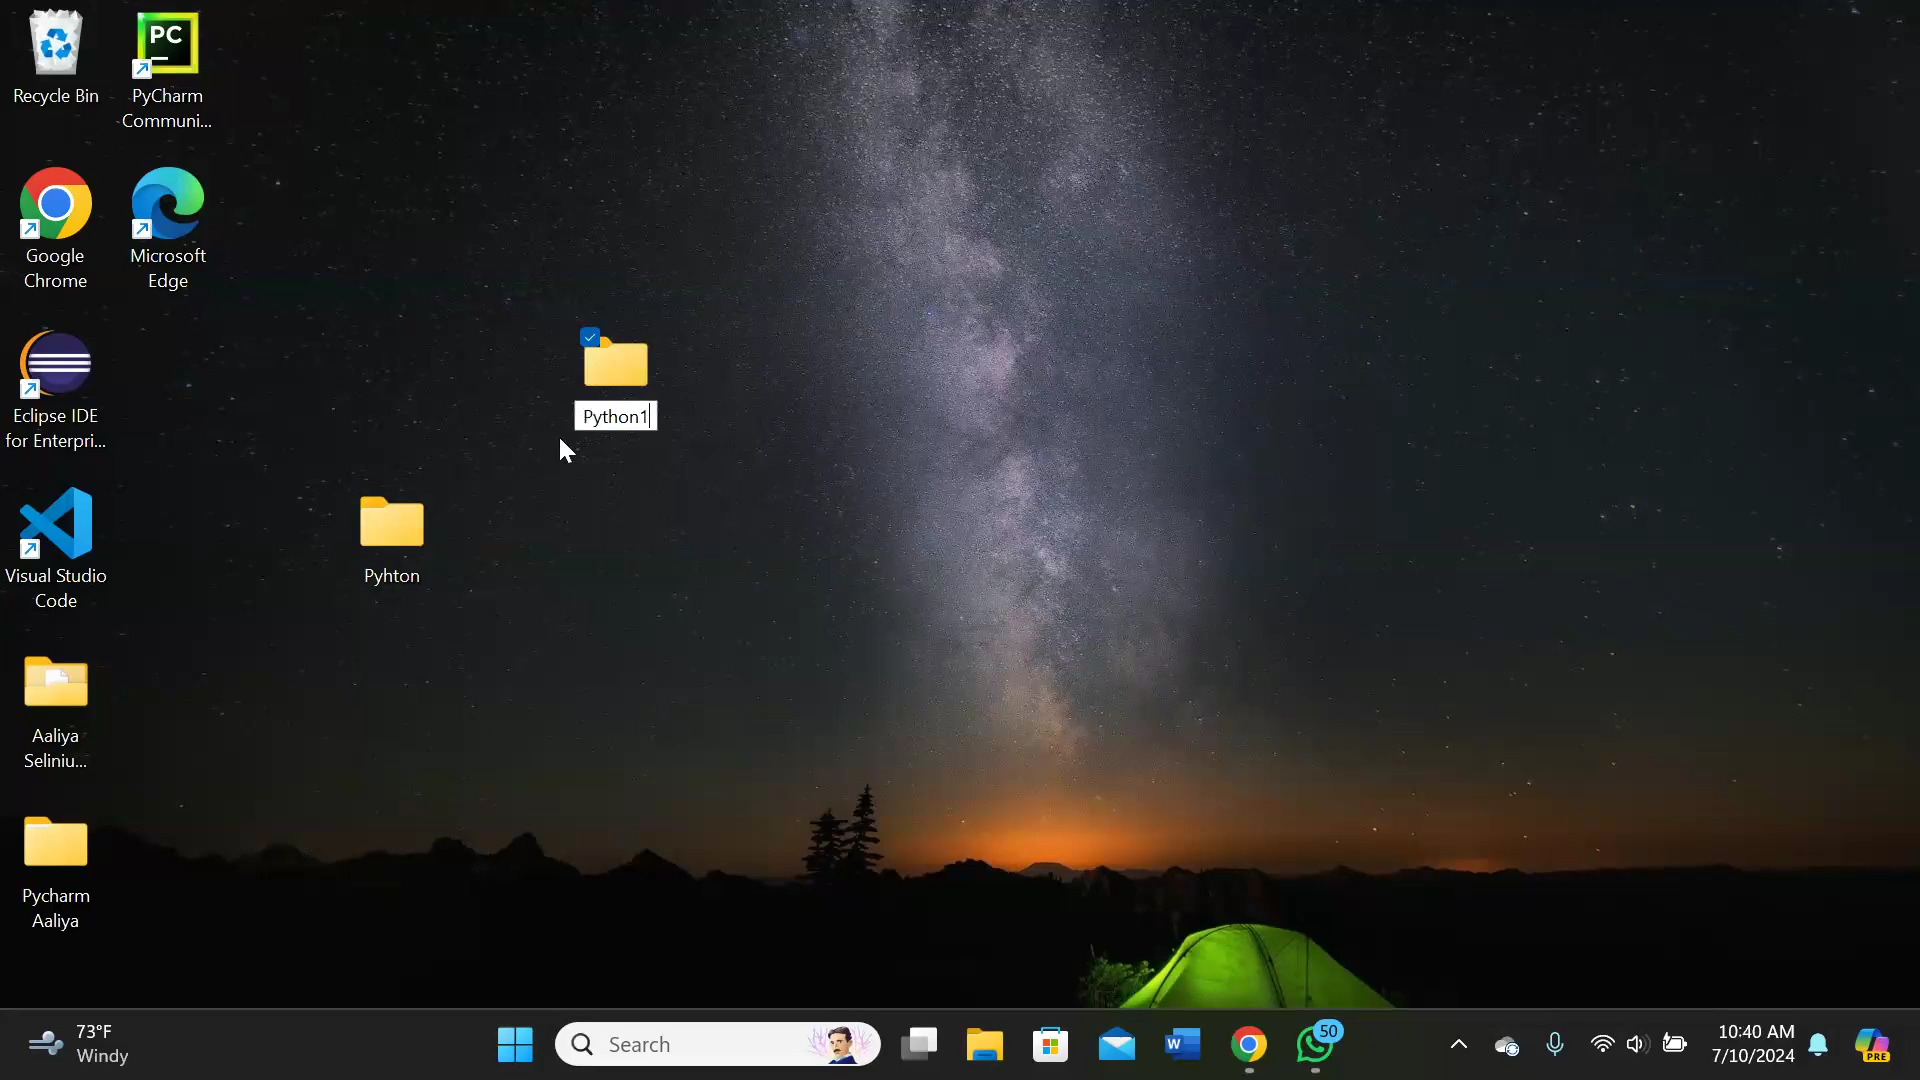 Recycle Bin
PC
PyCharm
Communi...
Google
Chrome
Microsoft
Edge
Eclipse IDE
for Enterpri...
Python1
Visual Studio
Code
Pyhton
Aaliya
Seliniu...
Pycharm
Aaliya
73°F
Windy
Search
W
50
10:40 AM
7/10/2024
PRE